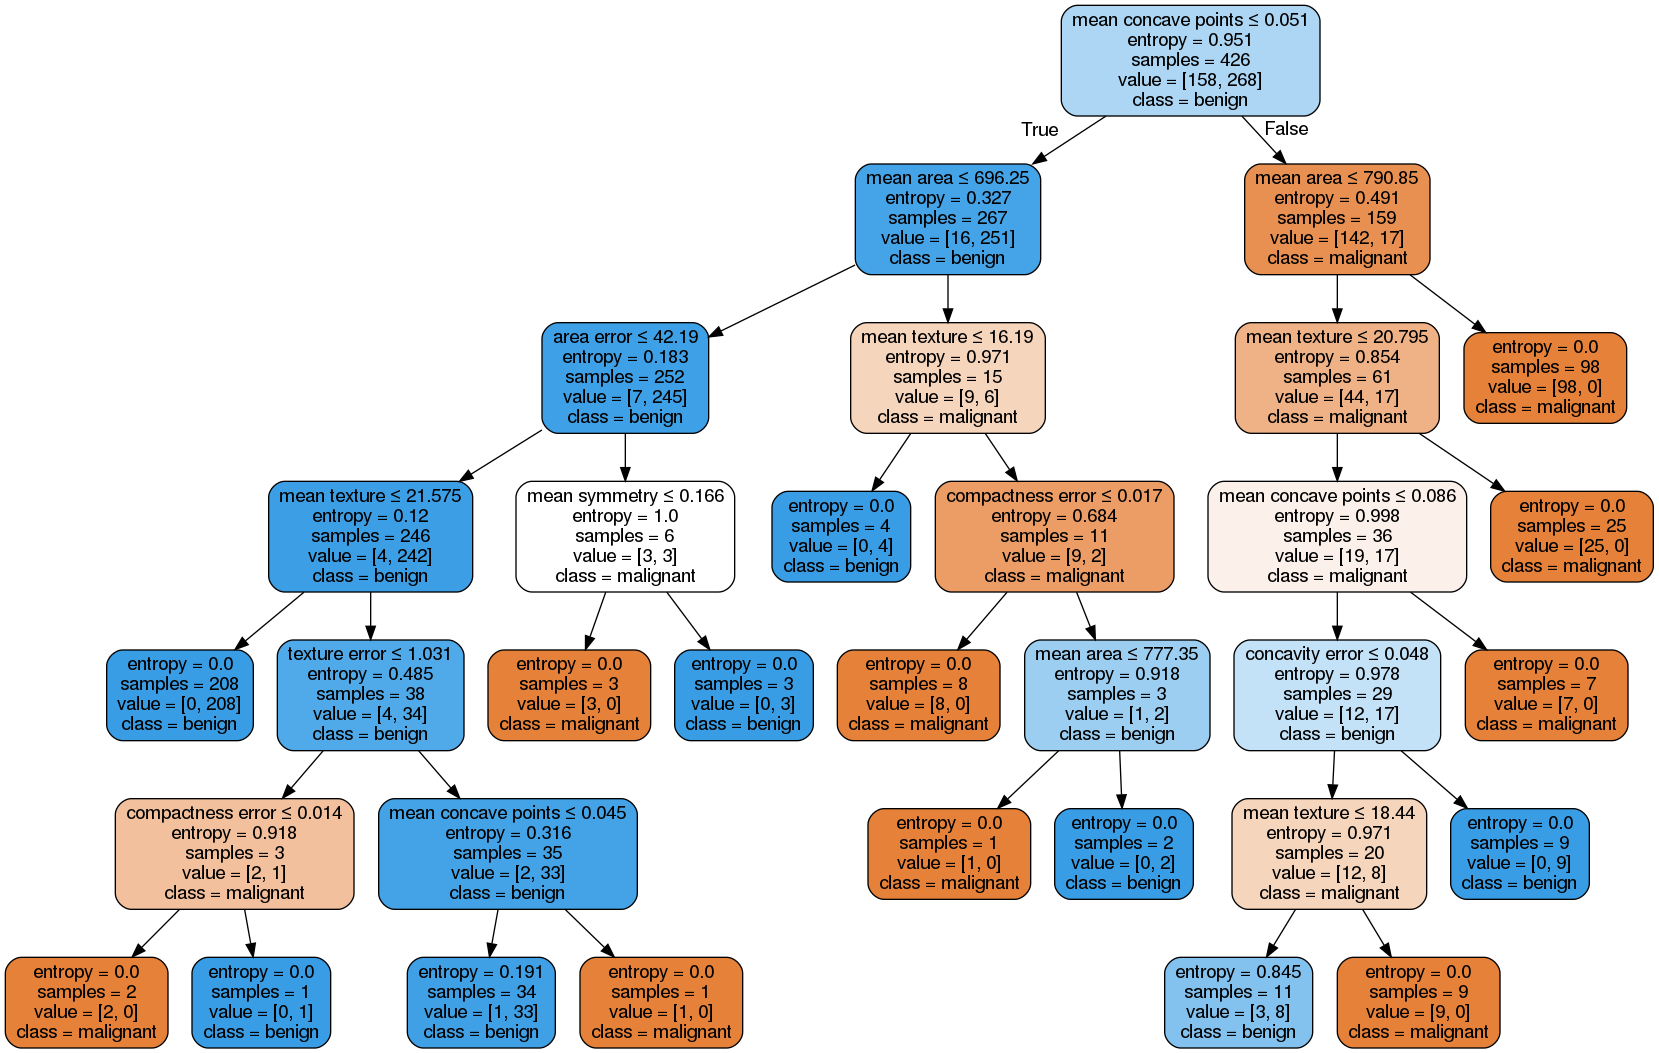 mean concave points ≤ 0.051
entropy = 0.951
samples = 426
value = [158, 268]
class = benign
True
False
mean area ≤ 696.25
entropy = 0.327
samples = 267
value = [16, 251]
class = benign
mean area ≤ 790.85
entropy = 0.491
samples = 159
value = [142, 17]
class = malignant
area error ≤ 42.19
entropy = 0.183
samples = 252
value = [7, 245]
class = benign
mean texture ≤ 16.19
entropy = 0.971
samples = 15
value = [9, 6]
class = malignant
mean texture ≤ 20.795
entropy = 0.854
samples = 61
value = [44, 17]
class = malignant
entropy = 0.0
samples = 98
value = [98, 0]
class = malignant
mean texture ≤ 21.575
entropy = 0.12
samples = 246
value = [4, 242]
class = benign
mean symmetry ≤ 0.166
entropy = 1.0
samples = 6
value = [3, 3]
class = malignant
entropy = 0.0
samples = 4
value = [0, 4]
class = benign
compactness error ≤ 0.017
entropy = 0.684
samples = 11
value = [9, 2]
class = malignant
mean concave points ≤ 0.086
entropy = 0.998
samples = 36
value = [19, 17]
class = malignant
entropy = 0.0
samples = 25
value = [25, 0]
class = malignant
entropy = 0.0
samples = 208
value = [0, 208]
class = benign
texture error ≤ 1.031
entropy = 0.485
samples = 38
value = [4, 34]
class = benign
entropy = 0.0
samples = 3
value = [3, 0]
class = malignant
entropy = 0.0
samples = 3
value = [0, 3]
class = benign
entropy = 0.0
samples = 8
value = [8, 0]
class = malignant
mean area ≤ 777.35
entropy = 0.918
samples = 3
value = [1, 2]
class = benign
concavity error ≤ 0.048
entropy = 0.978
samples = 29
value = [12, 17]
class = benign
entropy = 0.0
samples = 7
value = [7, 0]
class = malignant
compactness error ≤ 0.014
entropy = 0.918
samples = 3
value = [2, 1]
class = malignant
mean concave points ≤ 0.045
entropy = 0.316
samples = 35
value = [2, 33]
class = benign
entropy = 0.0
samples = 1
value = [1, 0]
class = malignant
entropy = 0.0
samples = 2
value = [0, 2]
class = benign
mean texture ≤ 18.44
entropy = 0.971
samples = 20
value = [12, 8]
class = malignant
entropy = 0.0
samples = 9
value = [0, 9]
class = benign
entropy = 0.0
samples = 2
value = [2, 0]
class = malignant
entropy = 0.0
samples = 1
value = [0, 1]
class = benign
entropy = 0.191
samples = 34
value = [1, 33]
class = benign
entropy = 0.0
samples = 1
value = [1, 0]
class = malignant
entropy = 0.845
samples = 11
value = [3, 8]
class = benign
entropy = 0.0
samples = 9
value = [9, 0]
class = malignant